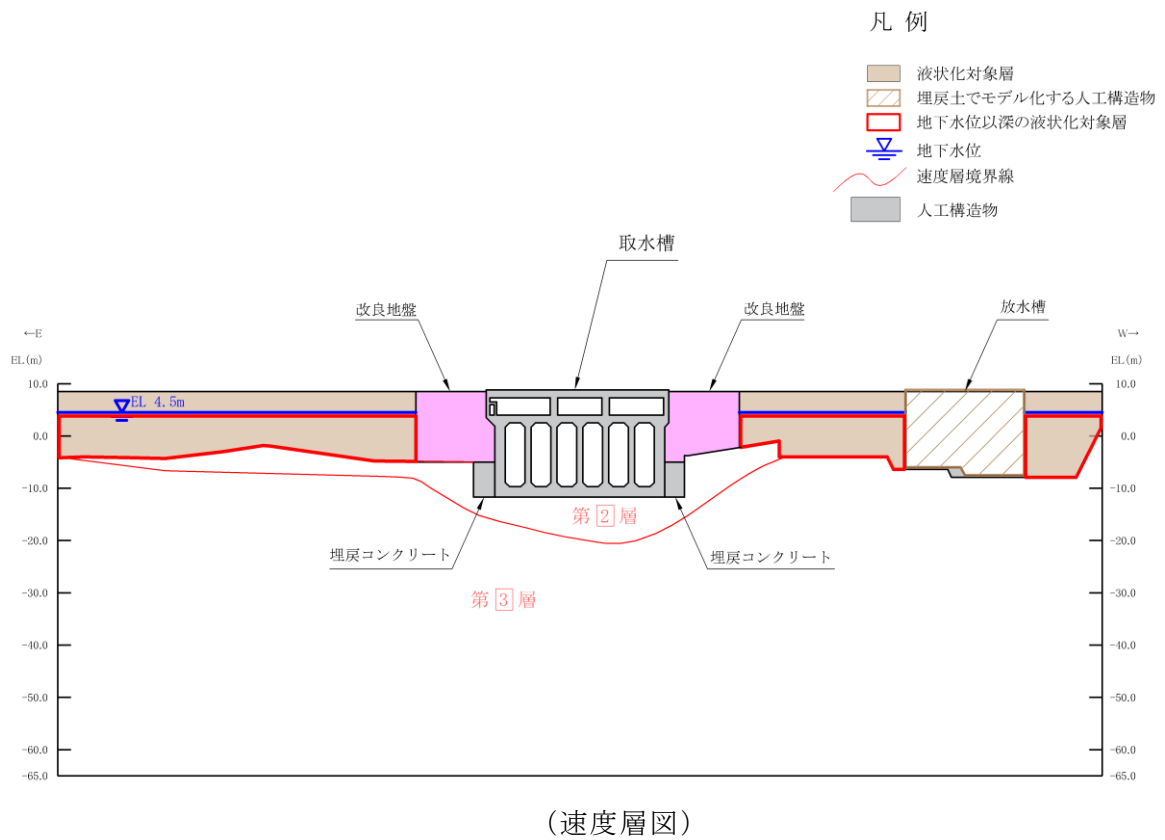 凡 例
液状化対象層
埋戻土でモデル化する人工構造物
地下水位以深の液状化対象層
地下水位
速度層境界線
人工構造物
取水槽
改良地盤
改良地盤
放水槽
←E
W→
EL(m)
EL(m)
10.0
10.0
EL 4.5m
0.0
0.0
-10.0
-10.0
第2層
-20.0
-20.0
埋戻コンクリート
埋戻コンクリート
-30.0
-30.0
第3層
-40.0
-40.0
-50.0
-50.0
-60.0
-60.0
-65.0
-65.0
(速度層図)